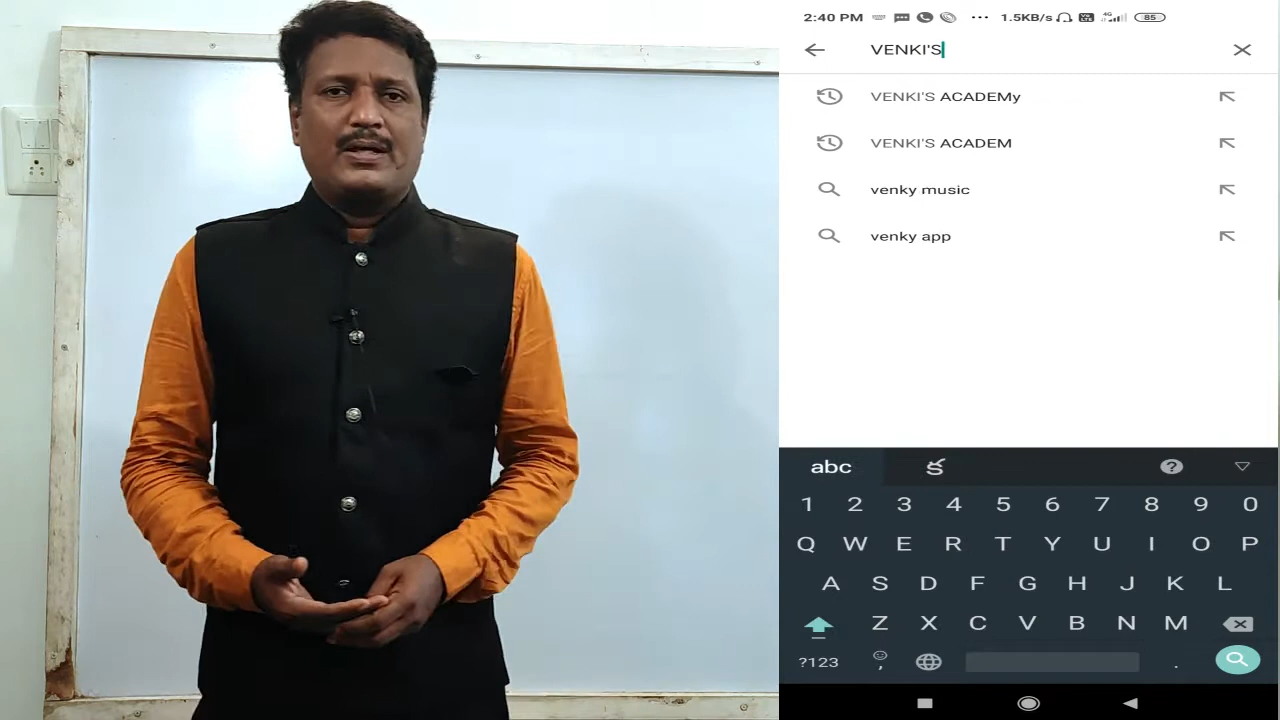 2:40 PM ... 1.5KB/s 4G 85
VENKI'S
VENKI'S ACADEMy
VENKI'S ACADEM
venky music
venky app
abc క
1 2 3 4 5 6 7 8 9 0
Q W E R T Y U I O P
A S D F G H J K L
Z X C V B N M
?123 , .